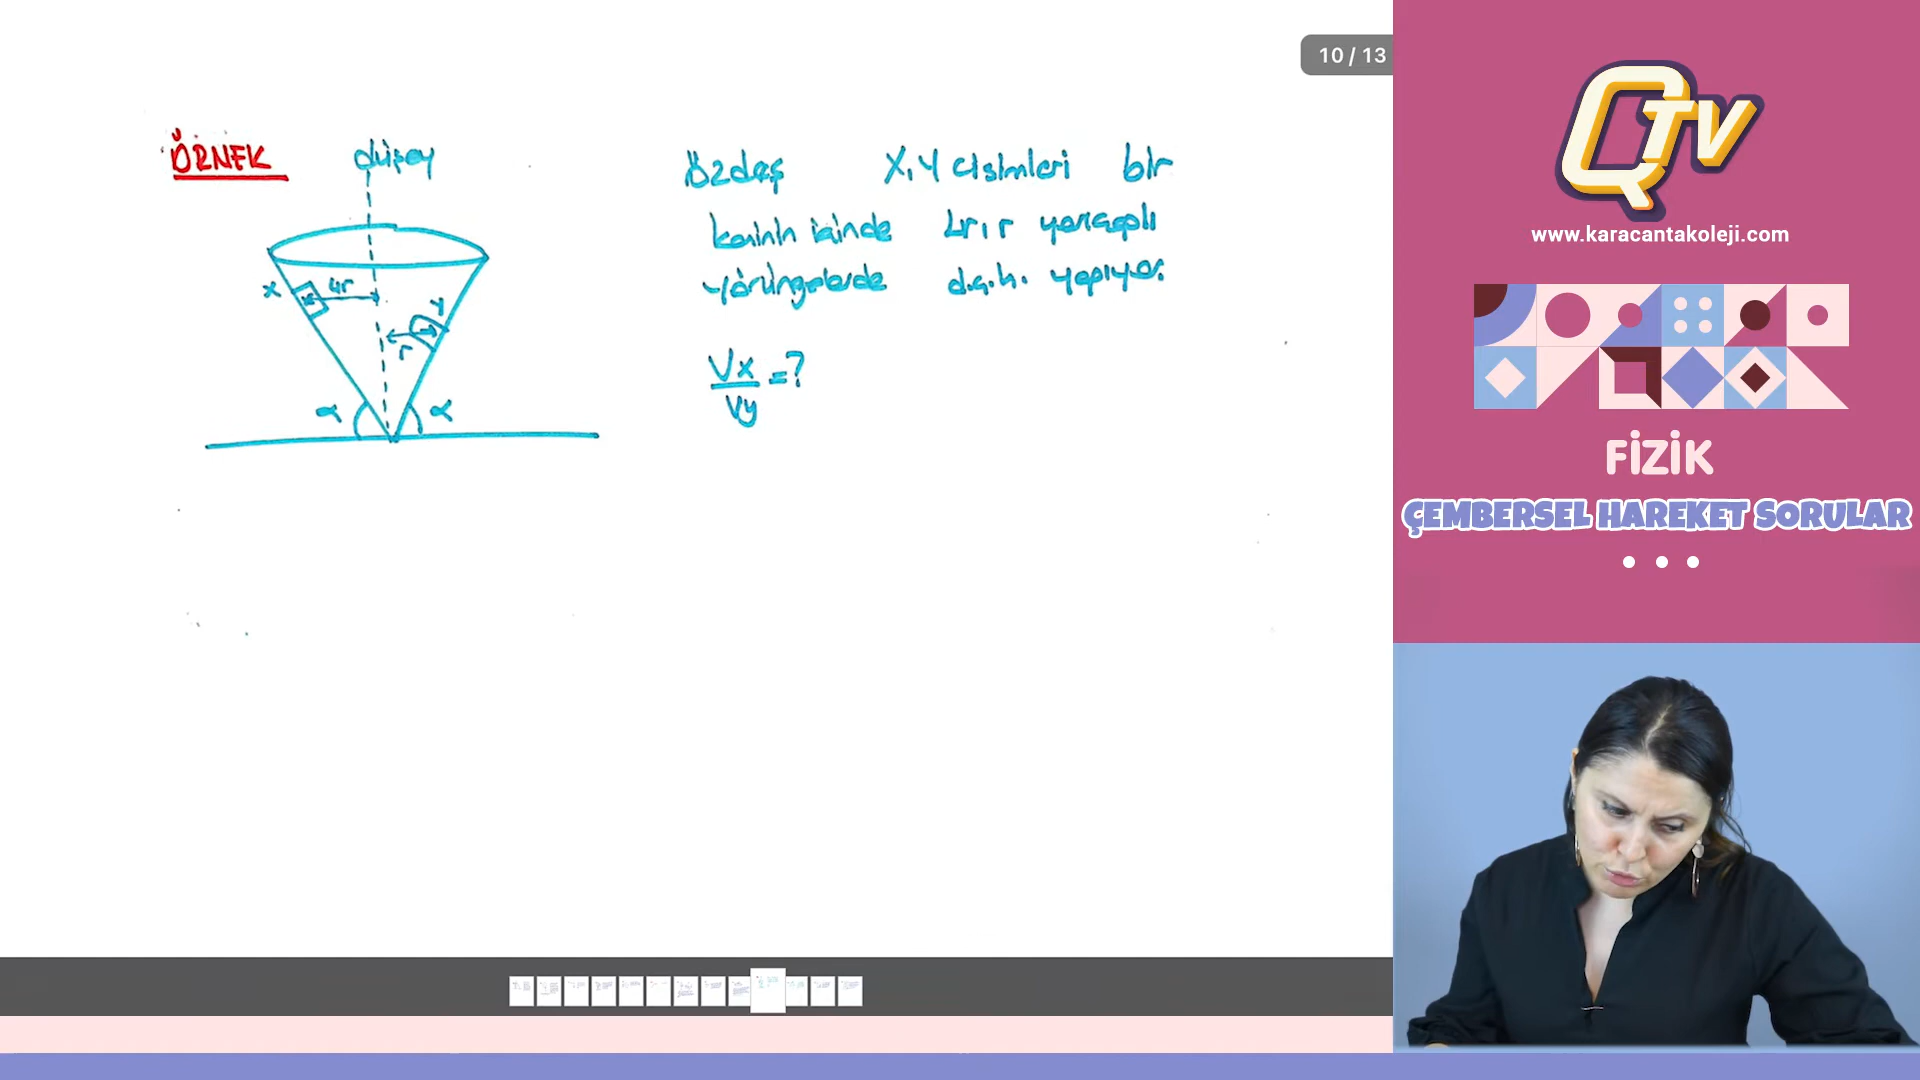 10 / 13
ÖRNEK
düşey
Özdeş X, Y cisimleri bir
koninin içinde 4r, r yarıçaplı
yörüngelerde d.ç.h. yapıyor.
x
4r
y
r
Vx
Vy
=?
α
α
QTV
www.karacantakoleji.com
FİZİK
ÇEMBERSEL HAREKET SORULAR